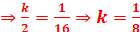 ⇒ k/2 = 1/16 ⇒ k = 1/8